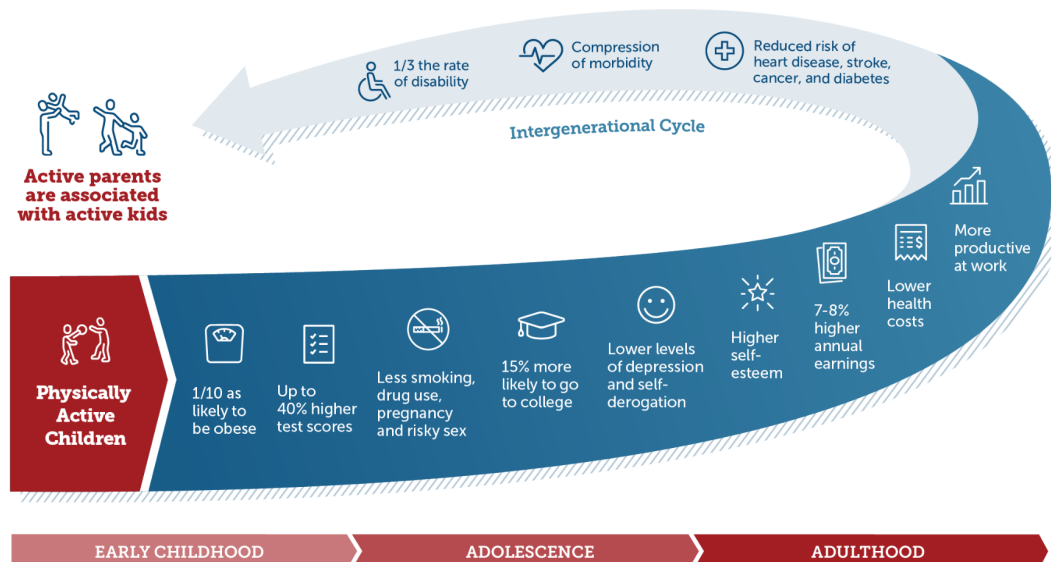 1/3 the rate
of disability
Compression
of morbidity
Reduced risk of
heart disease, stroke,
cancer, and diabetes
Intergenerational Cycle
Active parents
are associated
with active kids
Physically
Active
Children
1/10 as
likely to
be obese
Up to
40% higher
test scores
Less smoking,
drug use,
pregnancy
and risky sex
15% more
likely to go
to college
Lower levels
of depression
and self-
derogation
Higher
self-
esteem
7-8%
higher
annual
earnings
Lower
health
costs
More
productive
at work
EARLY CHILDHOOD
ADOLESCENCE
ADULTHOOD